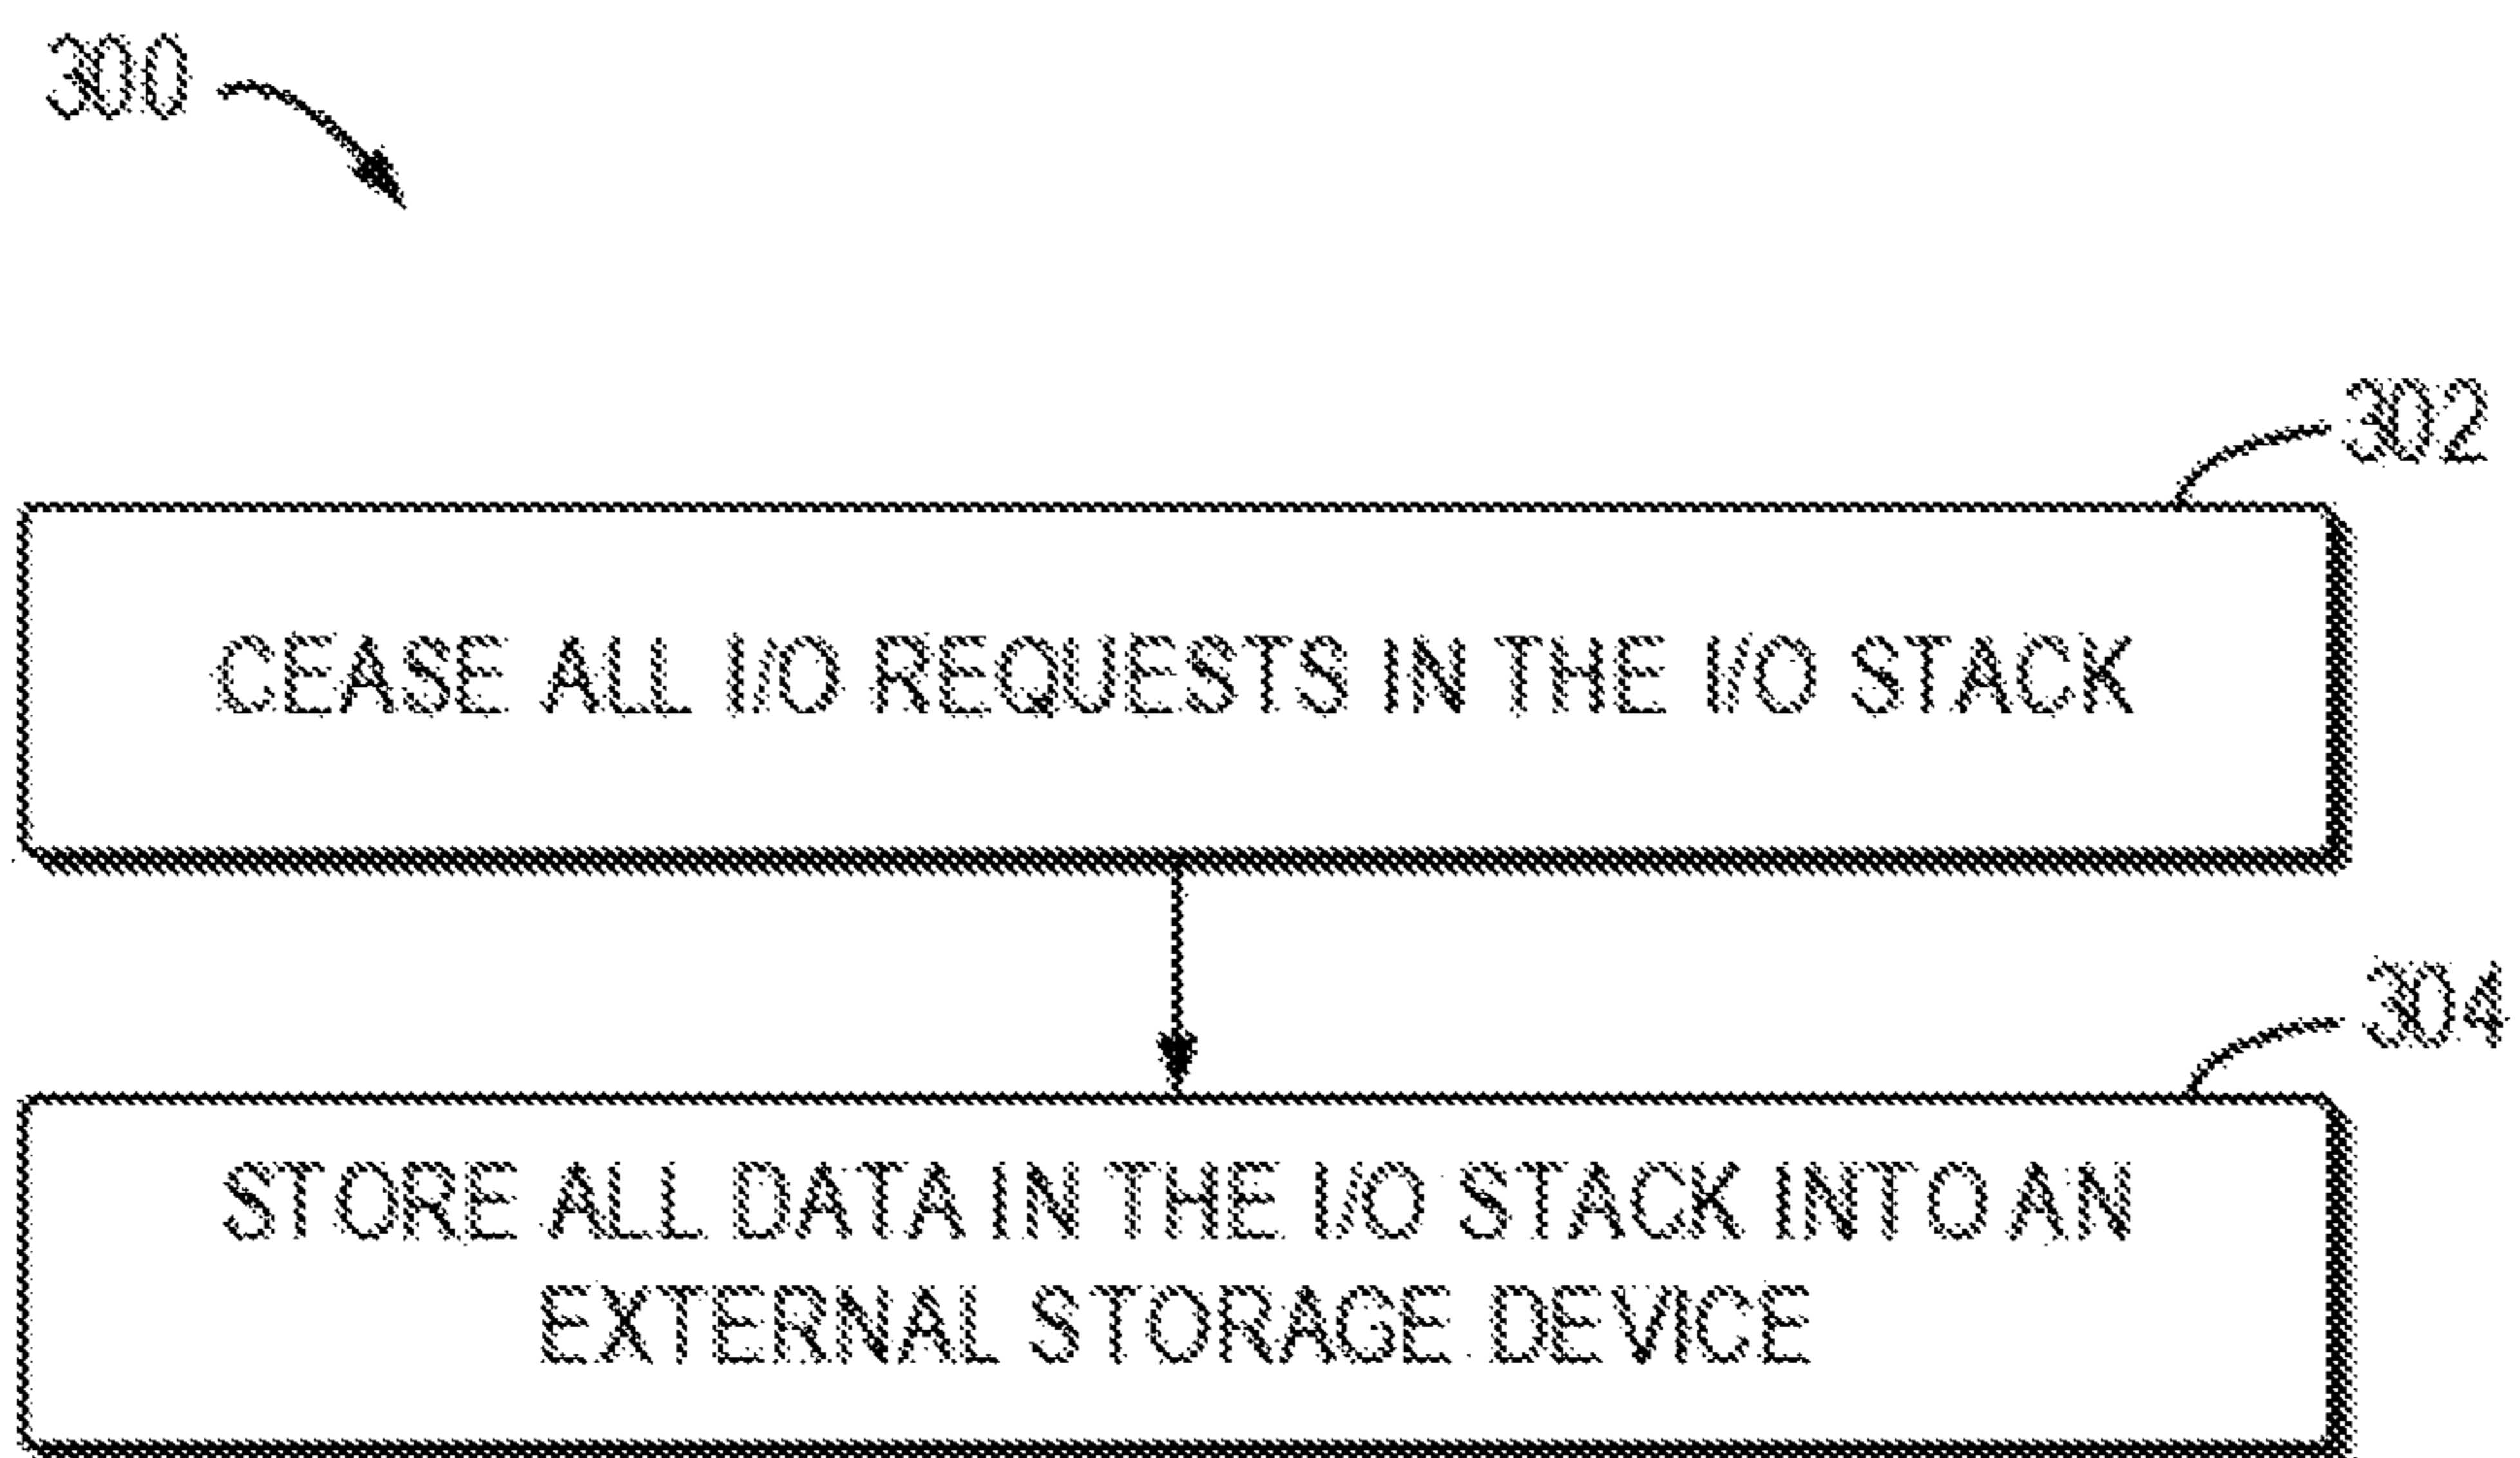 300
302
CEASE ALL I/O REQUESTS IN THE I/O STACK
304
STORE ALL DATA IN THE I/O STACK INTO AN
EXTERNAL STORAGE DEVICE